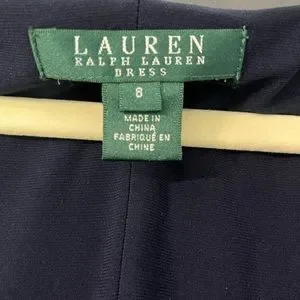 LAUREN
RALPH LAUREN
DRESS
8
MADE IN
CHINA
FABRIQUÉ EN
CHINE